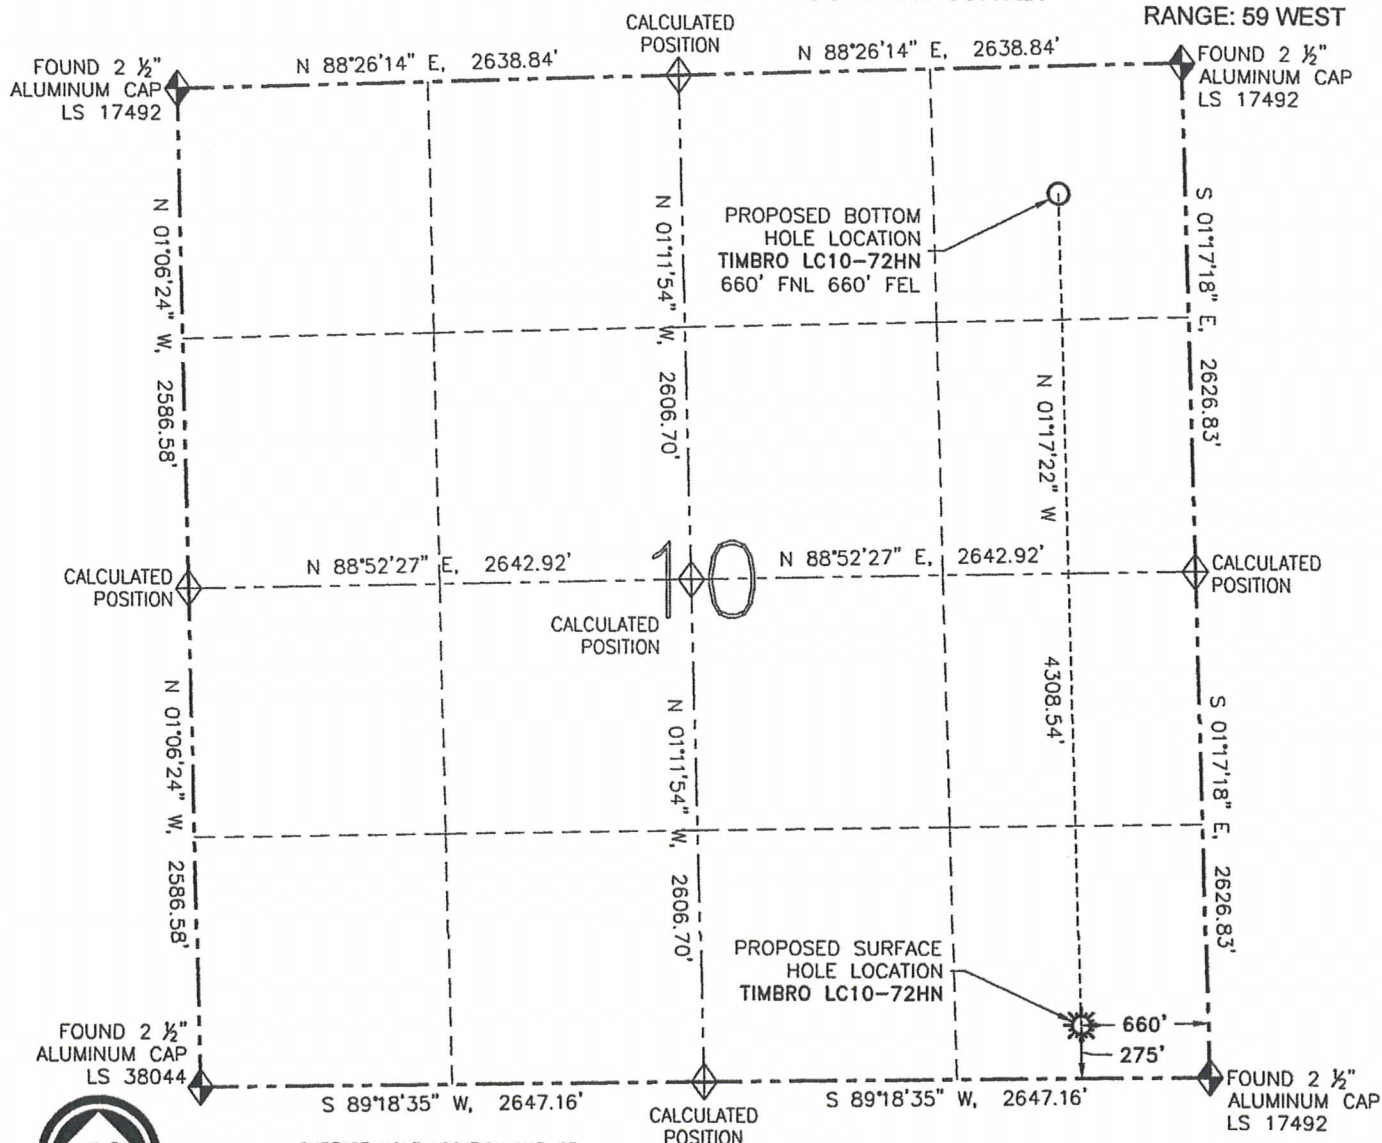 RANGE: 59 WEST
CALCULATED
POSITION
FOUND 2 ½"
ALUMINUM CAP
LS 17492
N 88°26'14" E, 2638.84'
N 88°26'14" E, 2638.84'
FOUND 2 ½"
ALUMINUM CAP
LS 17492
N 01°06'24" W, 2586.58'
N 01°11'54" W, 2606.70'
PROPOSED BOTTOM
HOLE LOCATION
TIMBRO LC10-72HN
660' FNL 660' FEL
S 01°17'18" E, 2626.83'
N 01°17'22" W 4308.54'
CALCULATED
POSITION
N 88°52'27" E, 2642.92'
10
N 88°52'27" E, 2642.92'
CALCULATED
POSITION
CALCULATED
POSITION
N 01°06'24" W, 2586.58'
N 01°11'54" W, 2606.70'
S 01°17'18" E, 2626.83'
PROPOSED SURFACE
HOLE LOCATION
TIMBRO LC10-72HN
660'
275'
FOUND 2 ½"
ALUMINUM CAP
LS 38044
S 89°18'35" W, 2647.16'
CALCULATED
POSITION
S 89°18'35" W, 2647.16'
FOUND 2 ½"
ALUMINUM CAP
LS 17492